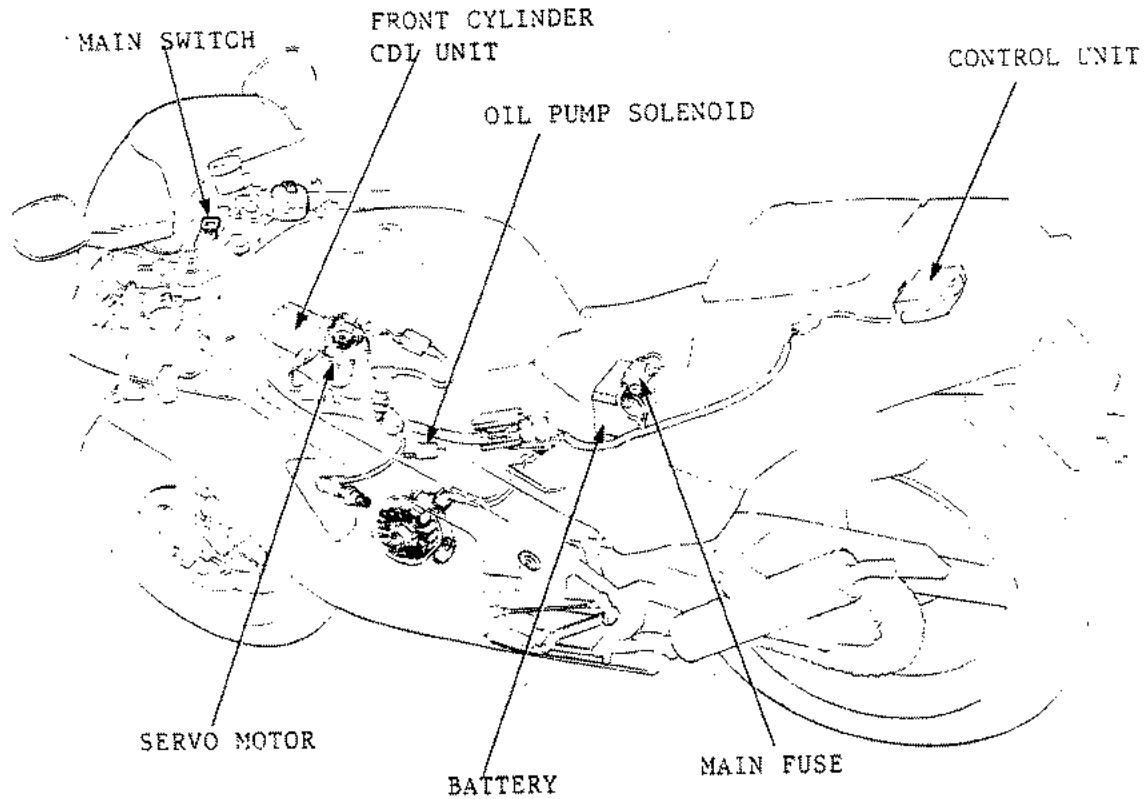 FRONT CYLINDER
CDI UNIT
MAIN SWITCH
CONTROL UNIT
OIL PUMP SOLENOID
SERVO MOTOR
BATTERY
MAIN FUSE